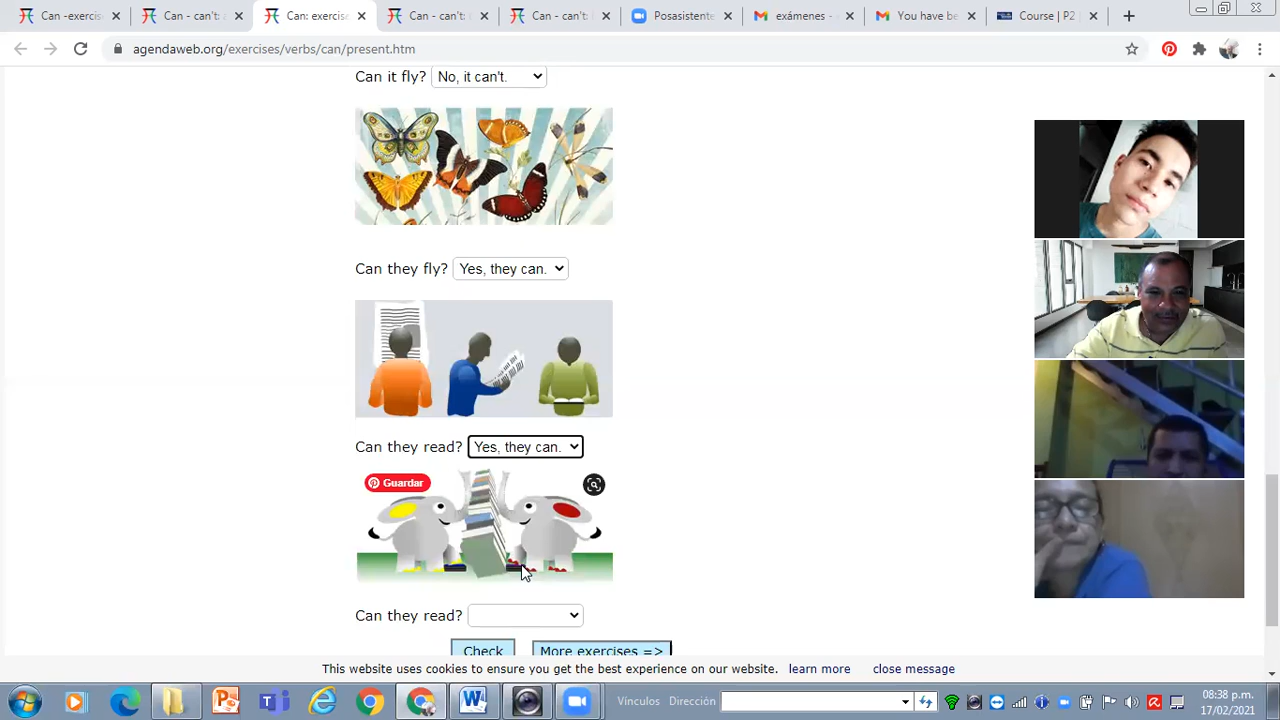 Can -exercis
Can - can't: a
Can: exercise
Can - can't: (
Can - can't: l
Posasistente
exámenes - c
You have be
Course | P2 |
agendaweb.org/exercises/verbs/can/present.htm
Can it fly? No, it can't.
Can they fly? Yes, they can.
Can they read? Yes, they can.
Guardar
Can they read?
Check More exercises =>
This website uses cookies to ensure you get the best experience on our website. learn more close message
Vínculos Dirección
08:38 p.m.
17/02/2021